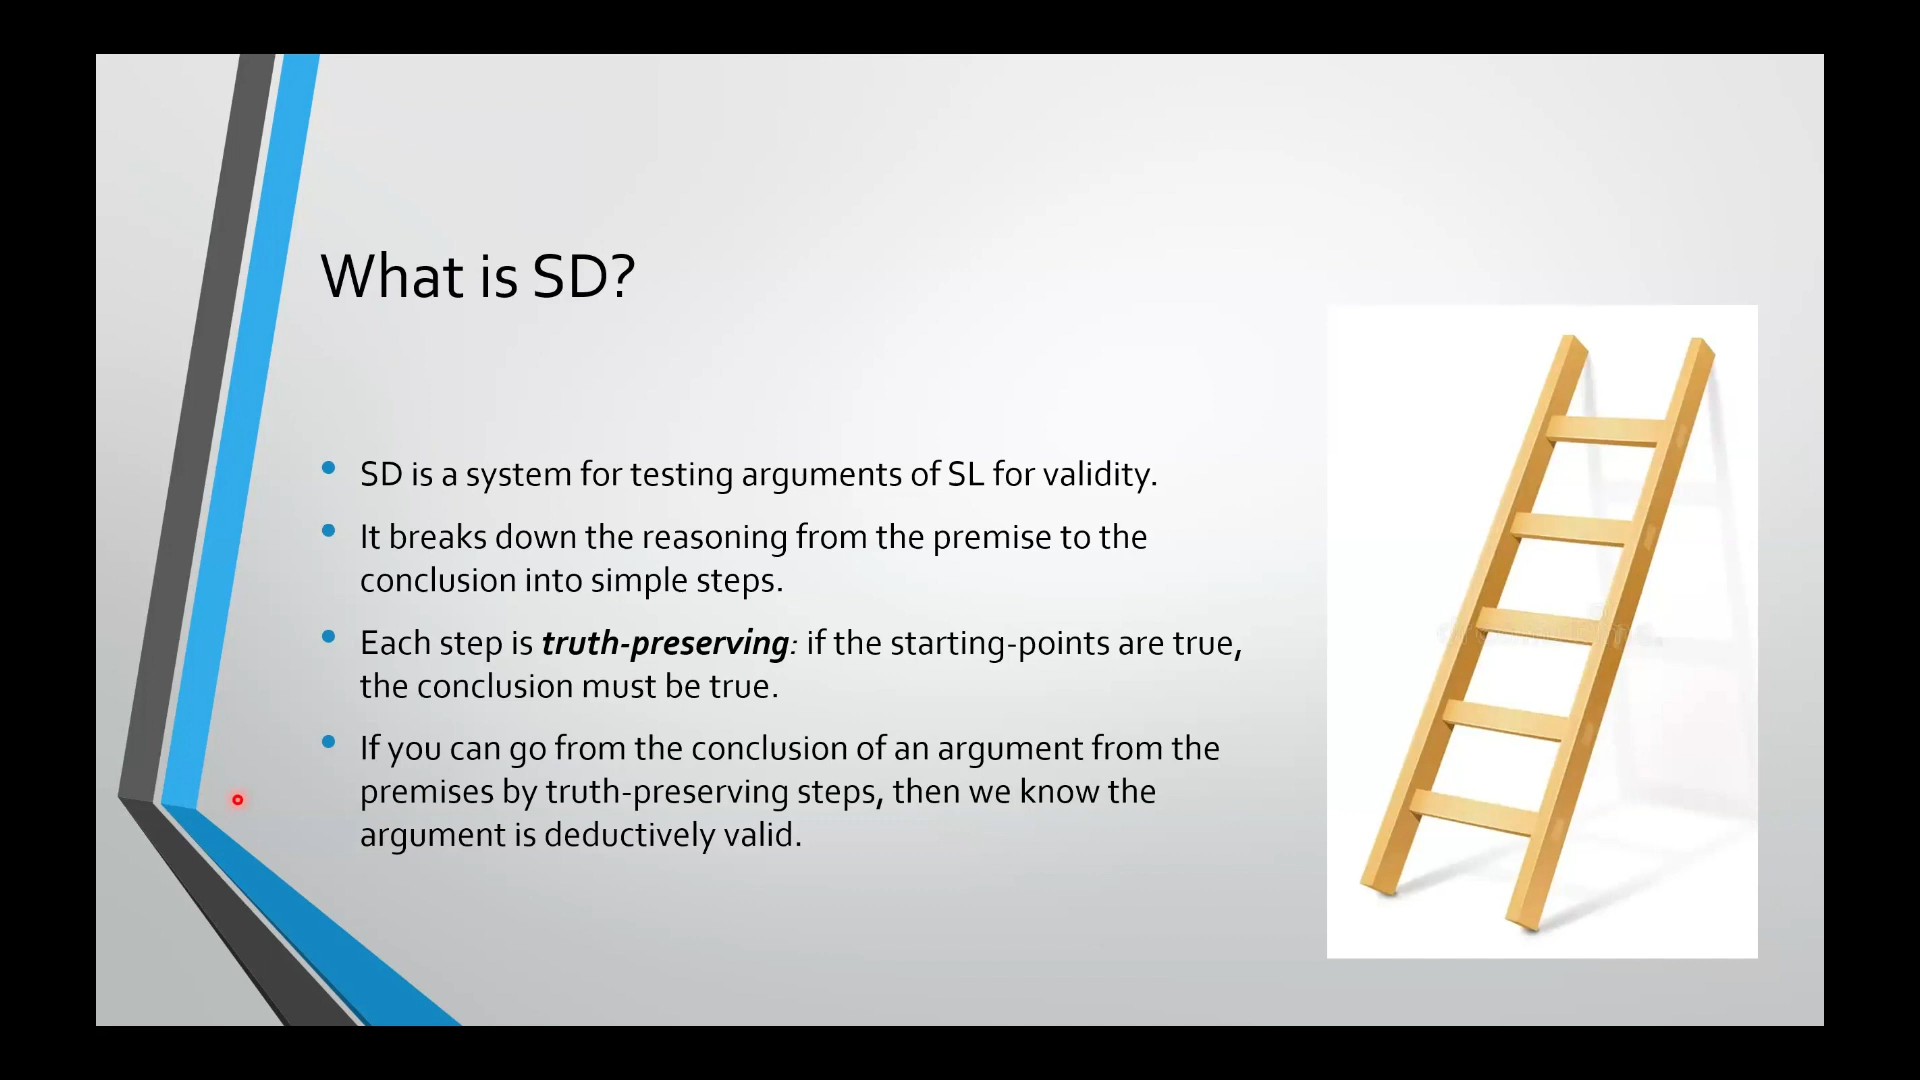 What is SD?
SD is a system for testing arguments of SL for validity.
It breaks down the reasoning from the premise to the
conclusion into simple steps.
Each step is truth-preserving: if the starting-points are true,
the conclusion must be true.
If you can go from the conclusion of an argument from the
premises by truth-preserving steps, then we know the
argument is deductively valid.